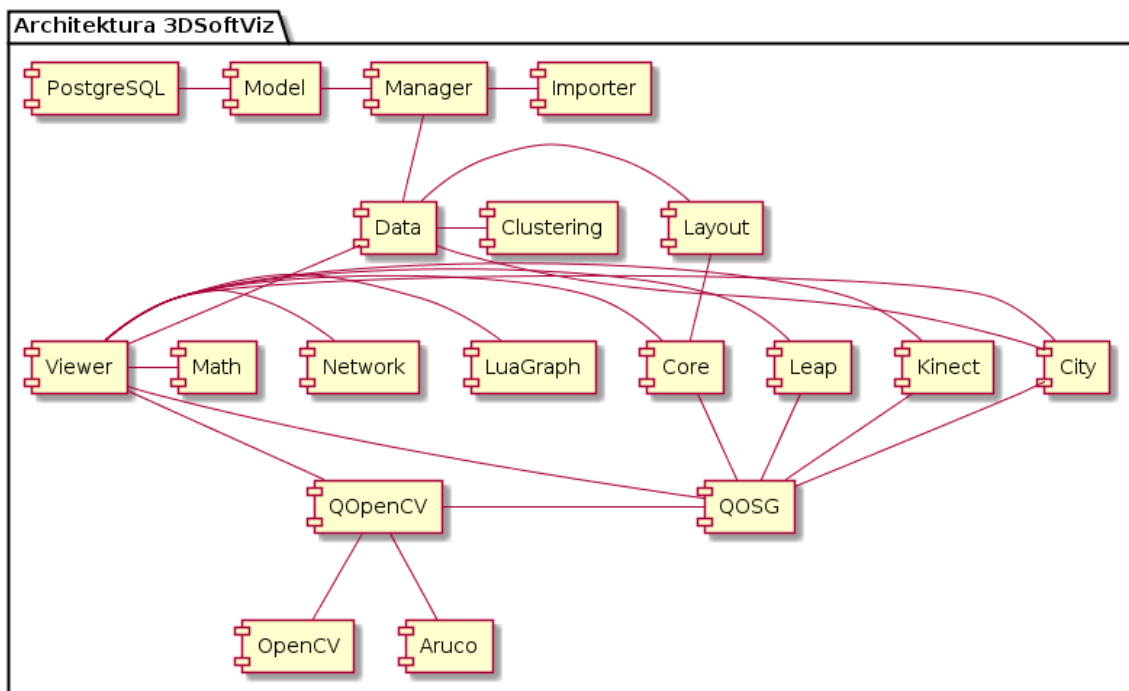 Architektura 3DSoftViz
PostgreSQL
Model
Manager
Importer
Data
Clustering
Layout
Viewer
Math
Network
LuaGraph
Core
Leap
Kinect
City
QOpenCV
QOSG
OpenCV
Aruco